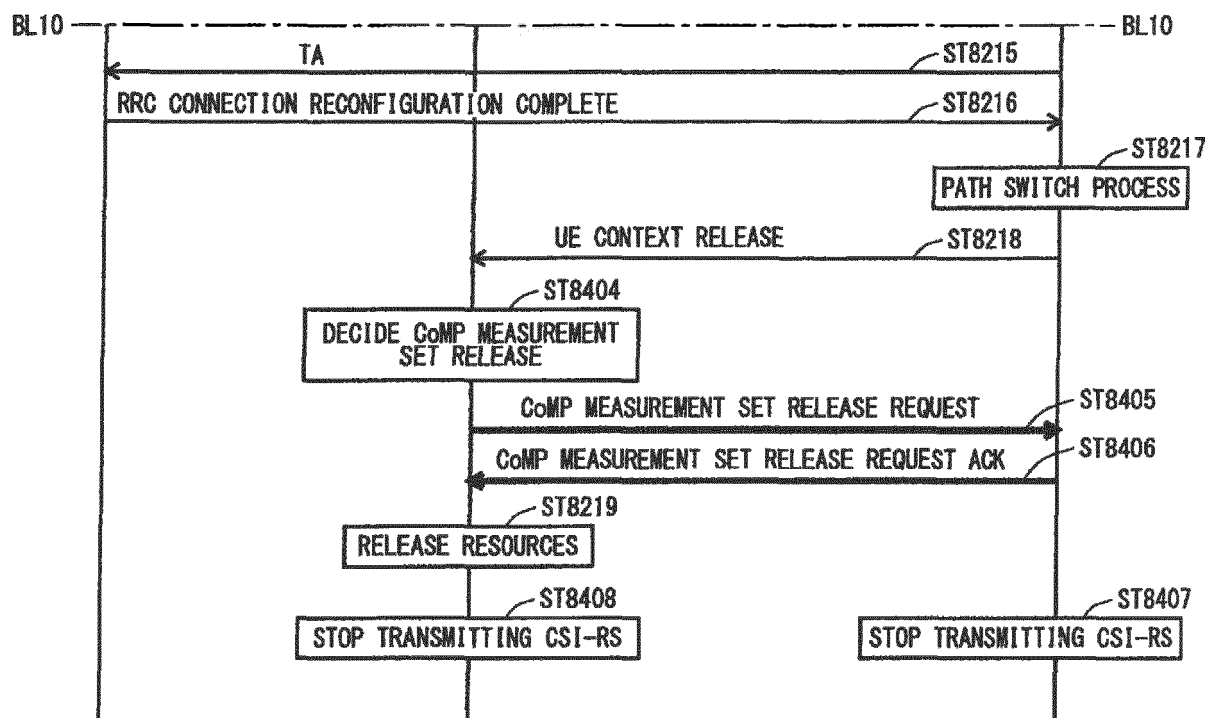 BL10
BL10
TA
ST8215
RRC CONNECTION RECONFIGURATION COMPLETE
ST8216
ST8217
PATH SWITCH PROCESS
UE CONTEXT RELEASE
ST8218
ST8404
DECIDE CoMP MEASUREMENT
SET RELEASE
CoMP MEASUREMENT SET RELEASE REQUEST
ST8405
CoMP MEASUREMENT SET RELEASE REQUEST ACK
ST8406
ST8219
RELEASE RESOURCES
ST8408
STOP TRANSMITTING CSI-RS
ST8407
STOP TRANSMITTING CSI-RS